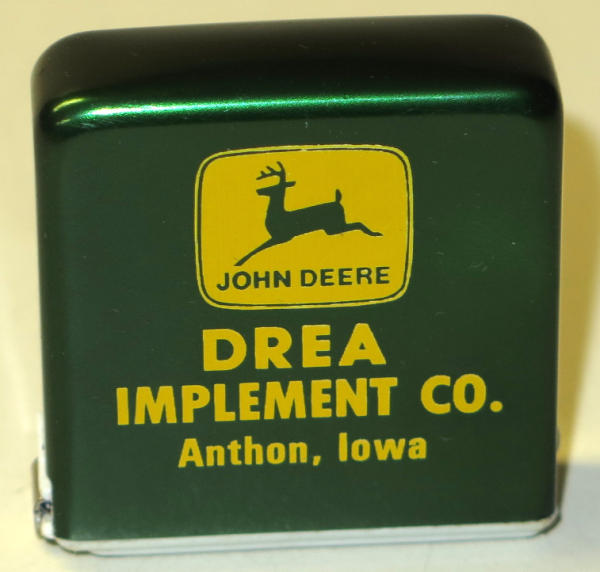 JOHN DEERE
DREA
IMPLEMENT CO.
Anthon, Iowa